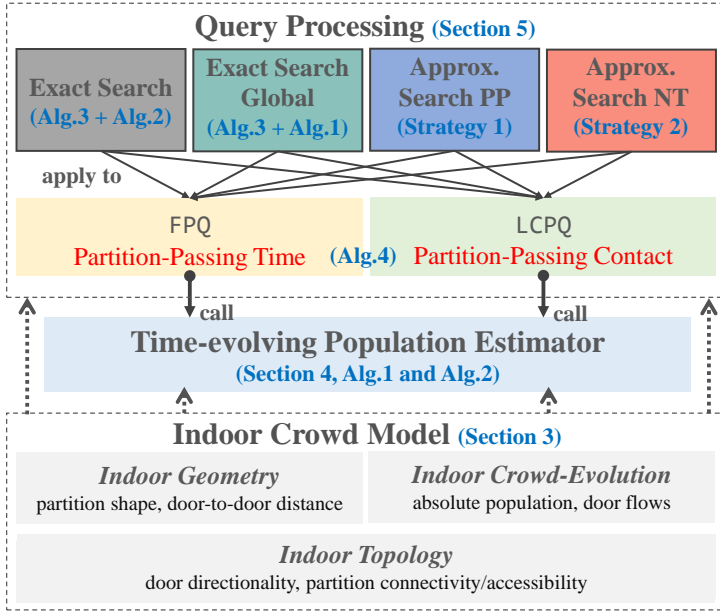 Query Processing (Section 5)
Exact Search
(Alg.3 + Alg.2)
Exact Search
Global
(Alg.3 + Alg.1)
Approx.
Search PP
(Strategy 1)
Approx.
Search NT
(Strategy 2)
apply to
FPQ
Partition-Passing Time
(Alg.4)
LCPQ
Partition-Passing Contact
call
call
Time-evolving Population Estimator
(Section 4, Alg.1 and Alg.2)
Indoor Crowd Model (Section 3)
Indoor Geometry
partition shape, door-to-door distance
Indoor Crowd-Evolution
absolute population, door flows
Indoor Topology
door directionality, partition connectivity/accessibility